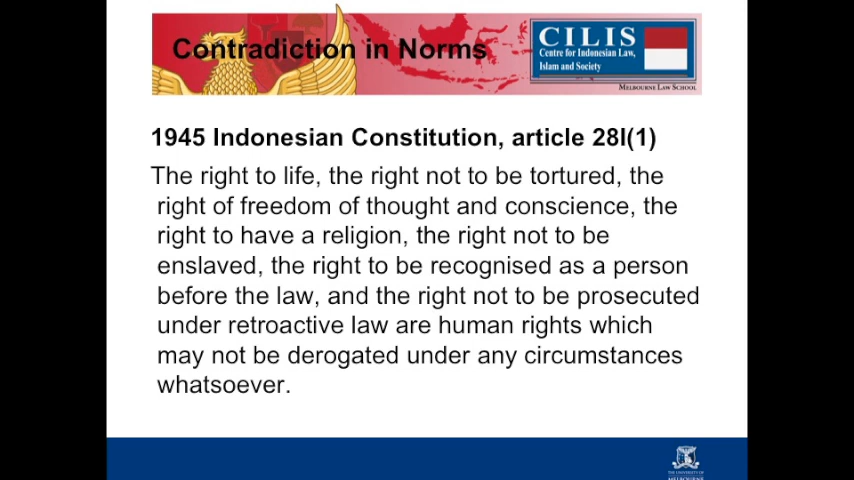 Contradiction in Norms
CILIS
Centre for Indonesian Law,
Islam and Society
MELBOURNE LAW SCHOOL
1945 Indonesian Constitution, article 28I(1)
The right to life, the right not to be tortured, the
right of freedom of thought and conscience, the
right to have a religion, the right not to be
enslaved, the right to be recognised as a person
before the law, and the right not to be prosecuted
under retroactive law are human rights which
may not be derogated under any circumstances
whatsoever.
THE UNIVERSITY OF
MELBOURNE